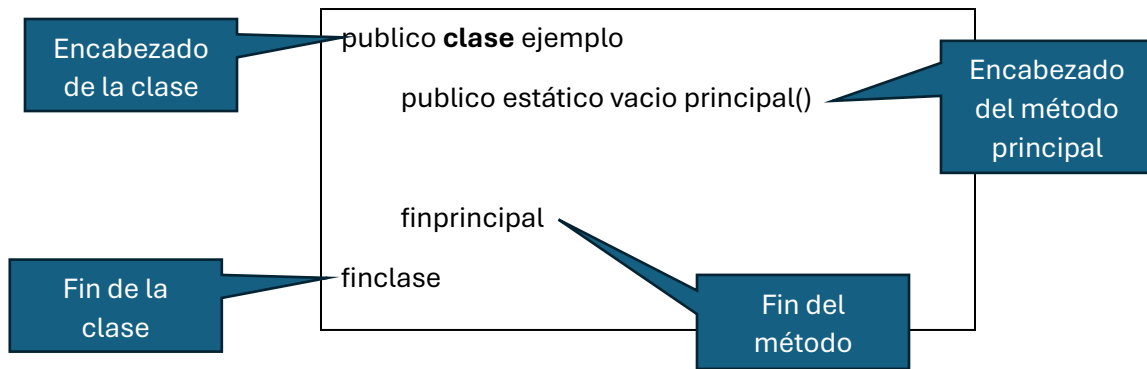 Encabezado
de la clase
publico clase ejemplo
publico estático vacio principal()
Encabezado
del método
principal
finprincipal
finclase
Fin de la
clase
Fin del
método